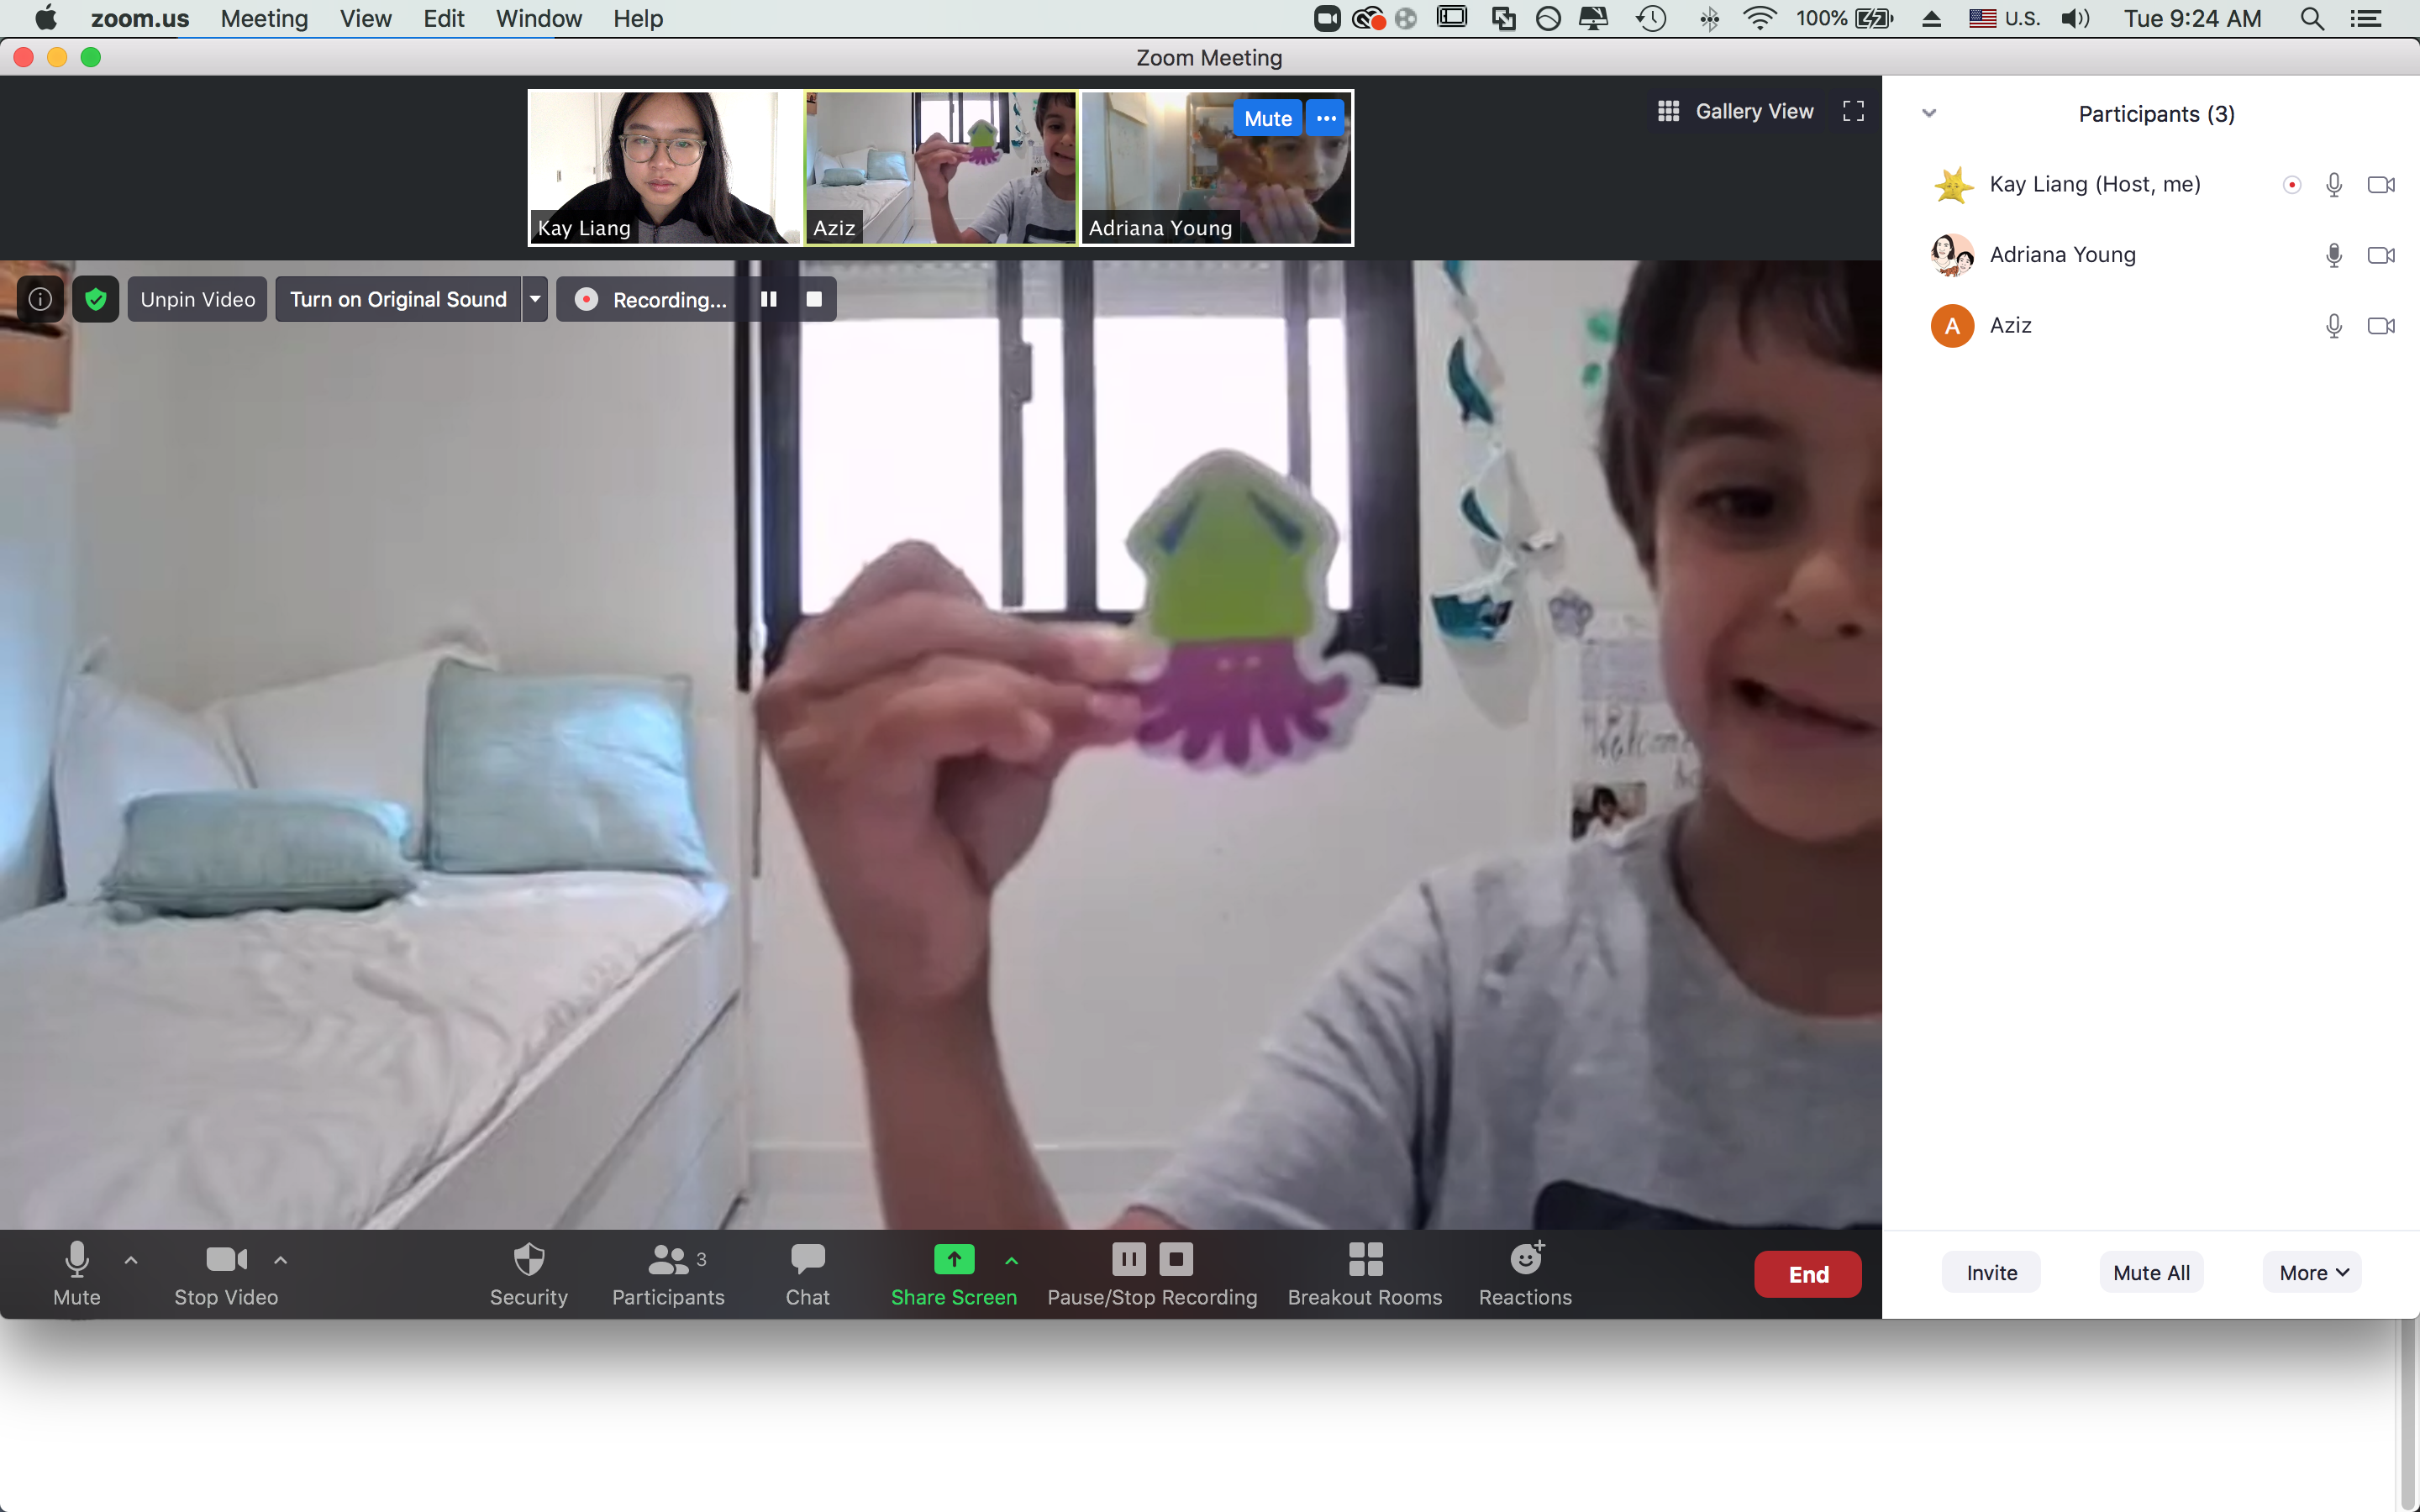 zoom.us Meeting View Edit Window Help 100% U.S. Tue 9:24 AM
Zoom Meeting
Kay Liang
Aziz
Mute ...
Adriana Young
Gallery View
Unpin Video
Turn on Original Sound
Recording...
Welcome
Participants (3)
Kay Liang (Host, me)
Adriana Young
A Aziz
Mute
Stop Video
Security
3
Participants
Chat
Share Screen
Pause/Stop Recording
Breakout Rooms
Reactions
End
Invite
Mute All
More